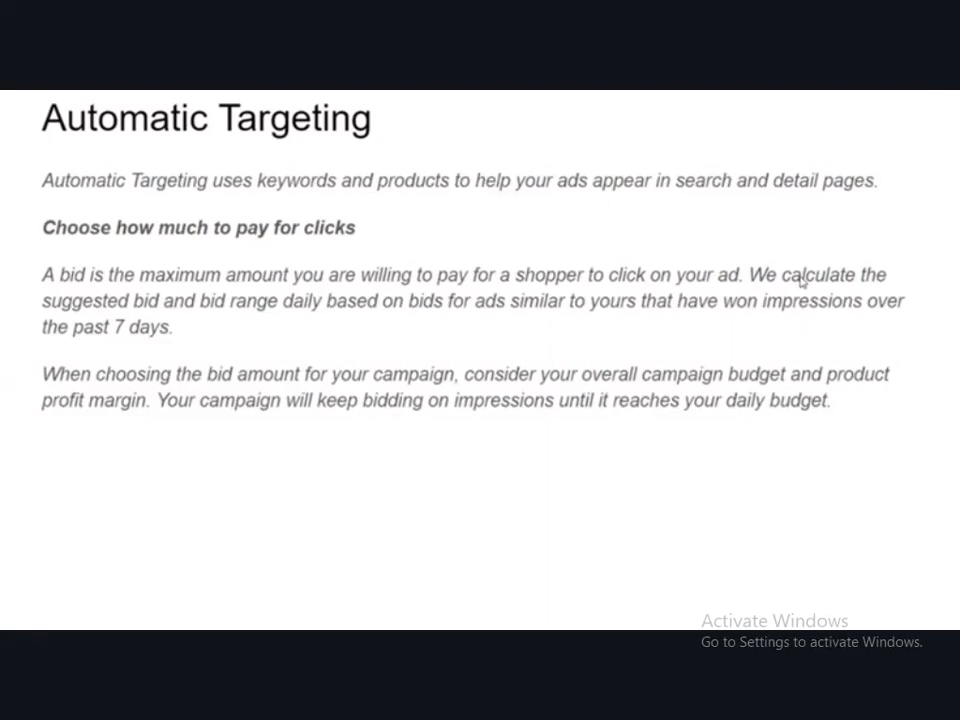 Automatic Targeting
Automatic Targeting uses keywords and products to help your ads appear in search and detail pages.
Choose how much to pay for clicks
A bid is the maximum amount you are willing to pay for a shopper to click on your ad. We calculate the
suggested bid and bid range daily based on bids for ads similar to yours that have won impressions over
the past 7 days.
When choosing the bid amount for your campaign, consider your overall campaign budget and product
profit margin. Your campaign will keep bidding on impressions until it reaches your daily budget.
Activate Windows
Go to Settings to activate Windows.